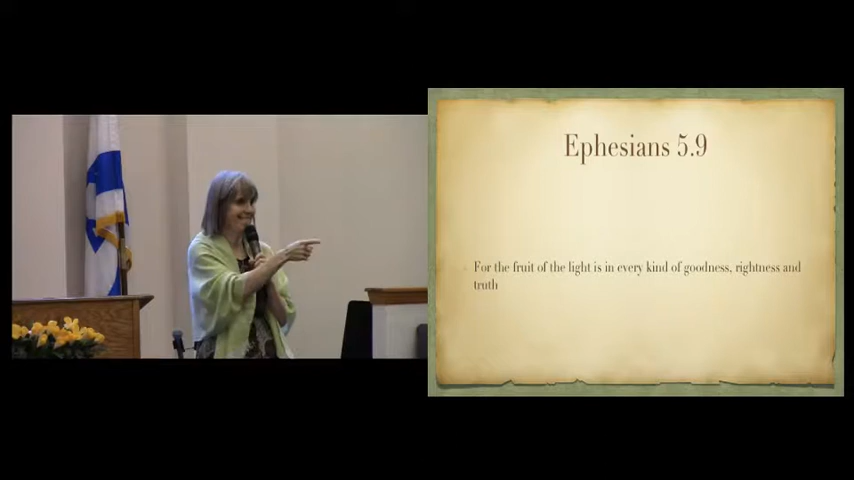 Ephesians 5.9
For the fruit of the light is in every kind of goodness, rightness and
truth